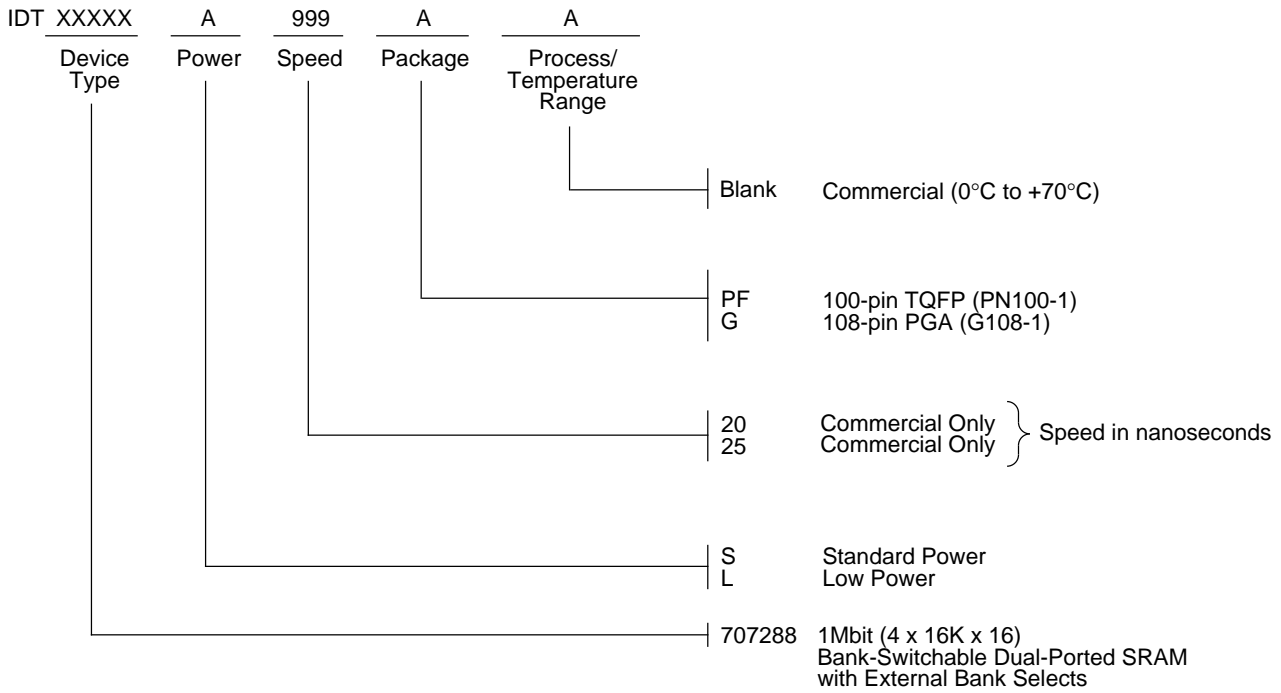 IDT XXXXX A 999 A A
Device Type Power Speed Package Process/ Temperature Range
Blank Commercial (0°C to +70°C)
PF 100-pin TQFP (PN100-1)
G 108-pin PGA (G108-1)
20 Commercial Only
25 Commercial Only
Speed in nanoseconds
S Standard Power
L Low Power
707288 1Mbit (4 x 16K x 16)
Bank-Switchable Dual-Ported SRAM
with External Bank Selects